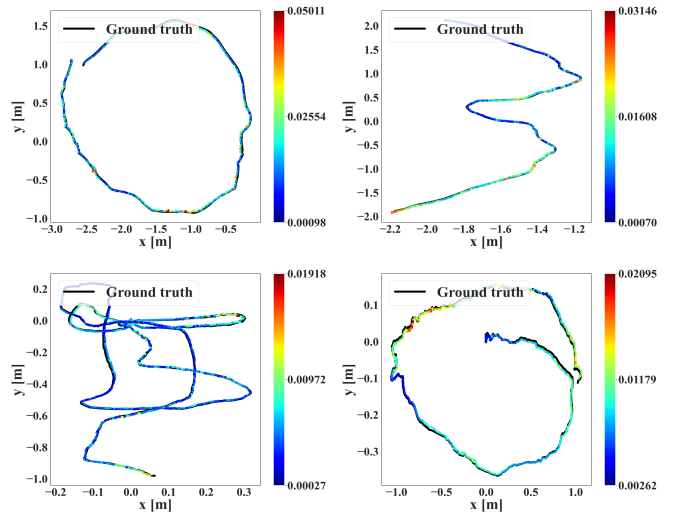 Ground truth
1.5
1.0
0.5
0.0
−0.5
−1.0
y [m]
−3.0 −2.5 −2.0 −1.5 −1.0 −0.5
x [m]
0.05011
0.02554
0.00098
Ground truth
2.0
1.5
1.0
0.5
0.0
−0.5
−1.0
−1.5
−2.0
y [m]
−2.2 −2.0 −1.8 −1.6 −1.4 −1.2
x [m]
0.03146
0.01608
0.00070
Ground truth
0.2
0.0
−0.2
−0.4
−0.6
−0.8
−1.0
y [m]
−0.2 −0.1 0.0 0.1 0.2 0.3
x [m]
0.01918
0.00972
0.00027
Ground truth
0.1
0.0
−0.1
−0.2
−0.3
y [m]
−1.0 −0.5 0.0 0.5 1.0
x [m]
0.02095
0.01179
0.00262